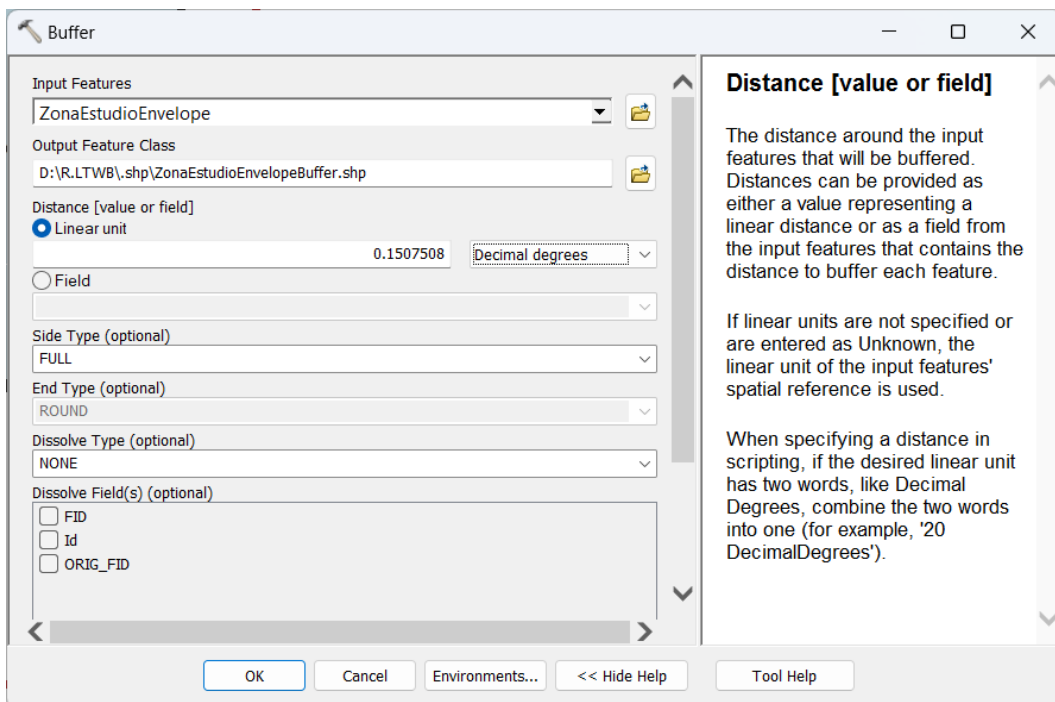 Buffer
Input Features
ZonaEstudioEnvelope
Output Feature Class
D:\R.LTWB\.shp\ZonaEstudioEnvelopeBuffer.shp
Distance [value or field]
Linear unit
0.1507508 Decimal degrees
Field
Side Type (optional)
FULL
End Type (optional)
ROUND
Dissolve Type (optional)
NONE
Dissolve Field(s) (optional)
FID
Id
ORIG_FID
Distance [value or field]
The distance around the input
features that will be buffered.
Distances can be provided as
either a value representing a
linear distance or as a field from
the input features that contains the
distance to buffer each feature.
If linear units are not specified or
are entered as Unknown, the
linear unit of the input features'
spatial reference is used.
When specifying a distance in
scripting, if the desired linear unit
has two words, like Decimal
Degrees, combine the two words
into one (for example, '20
DecimalDegrees').
OK Cancel Environments... << Hide Help Tool Help